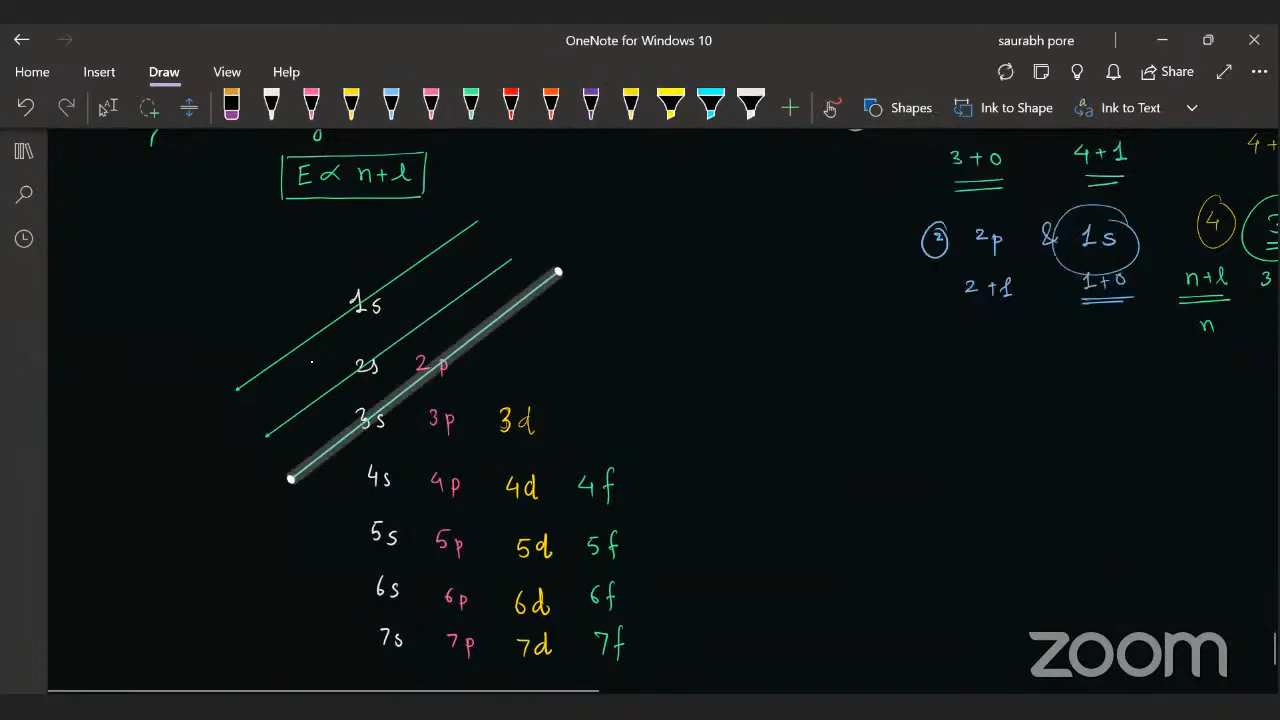 OneNote for Windows 10
saurabh pore
Home Insert Draw View Help
Share
Shapes Ink to Shape Ink to Text
E ∝ n+l
1s
2s 2p
3s 3p 3d
4s 4p 4d 4f
5s 5p 5d 5f
6s 6p 6d 6f
7s 7p 7d 7f
3+0 4+1 4+
② 2p & 1s 4 3
2+1 1+0 n+l 3
n
zoom